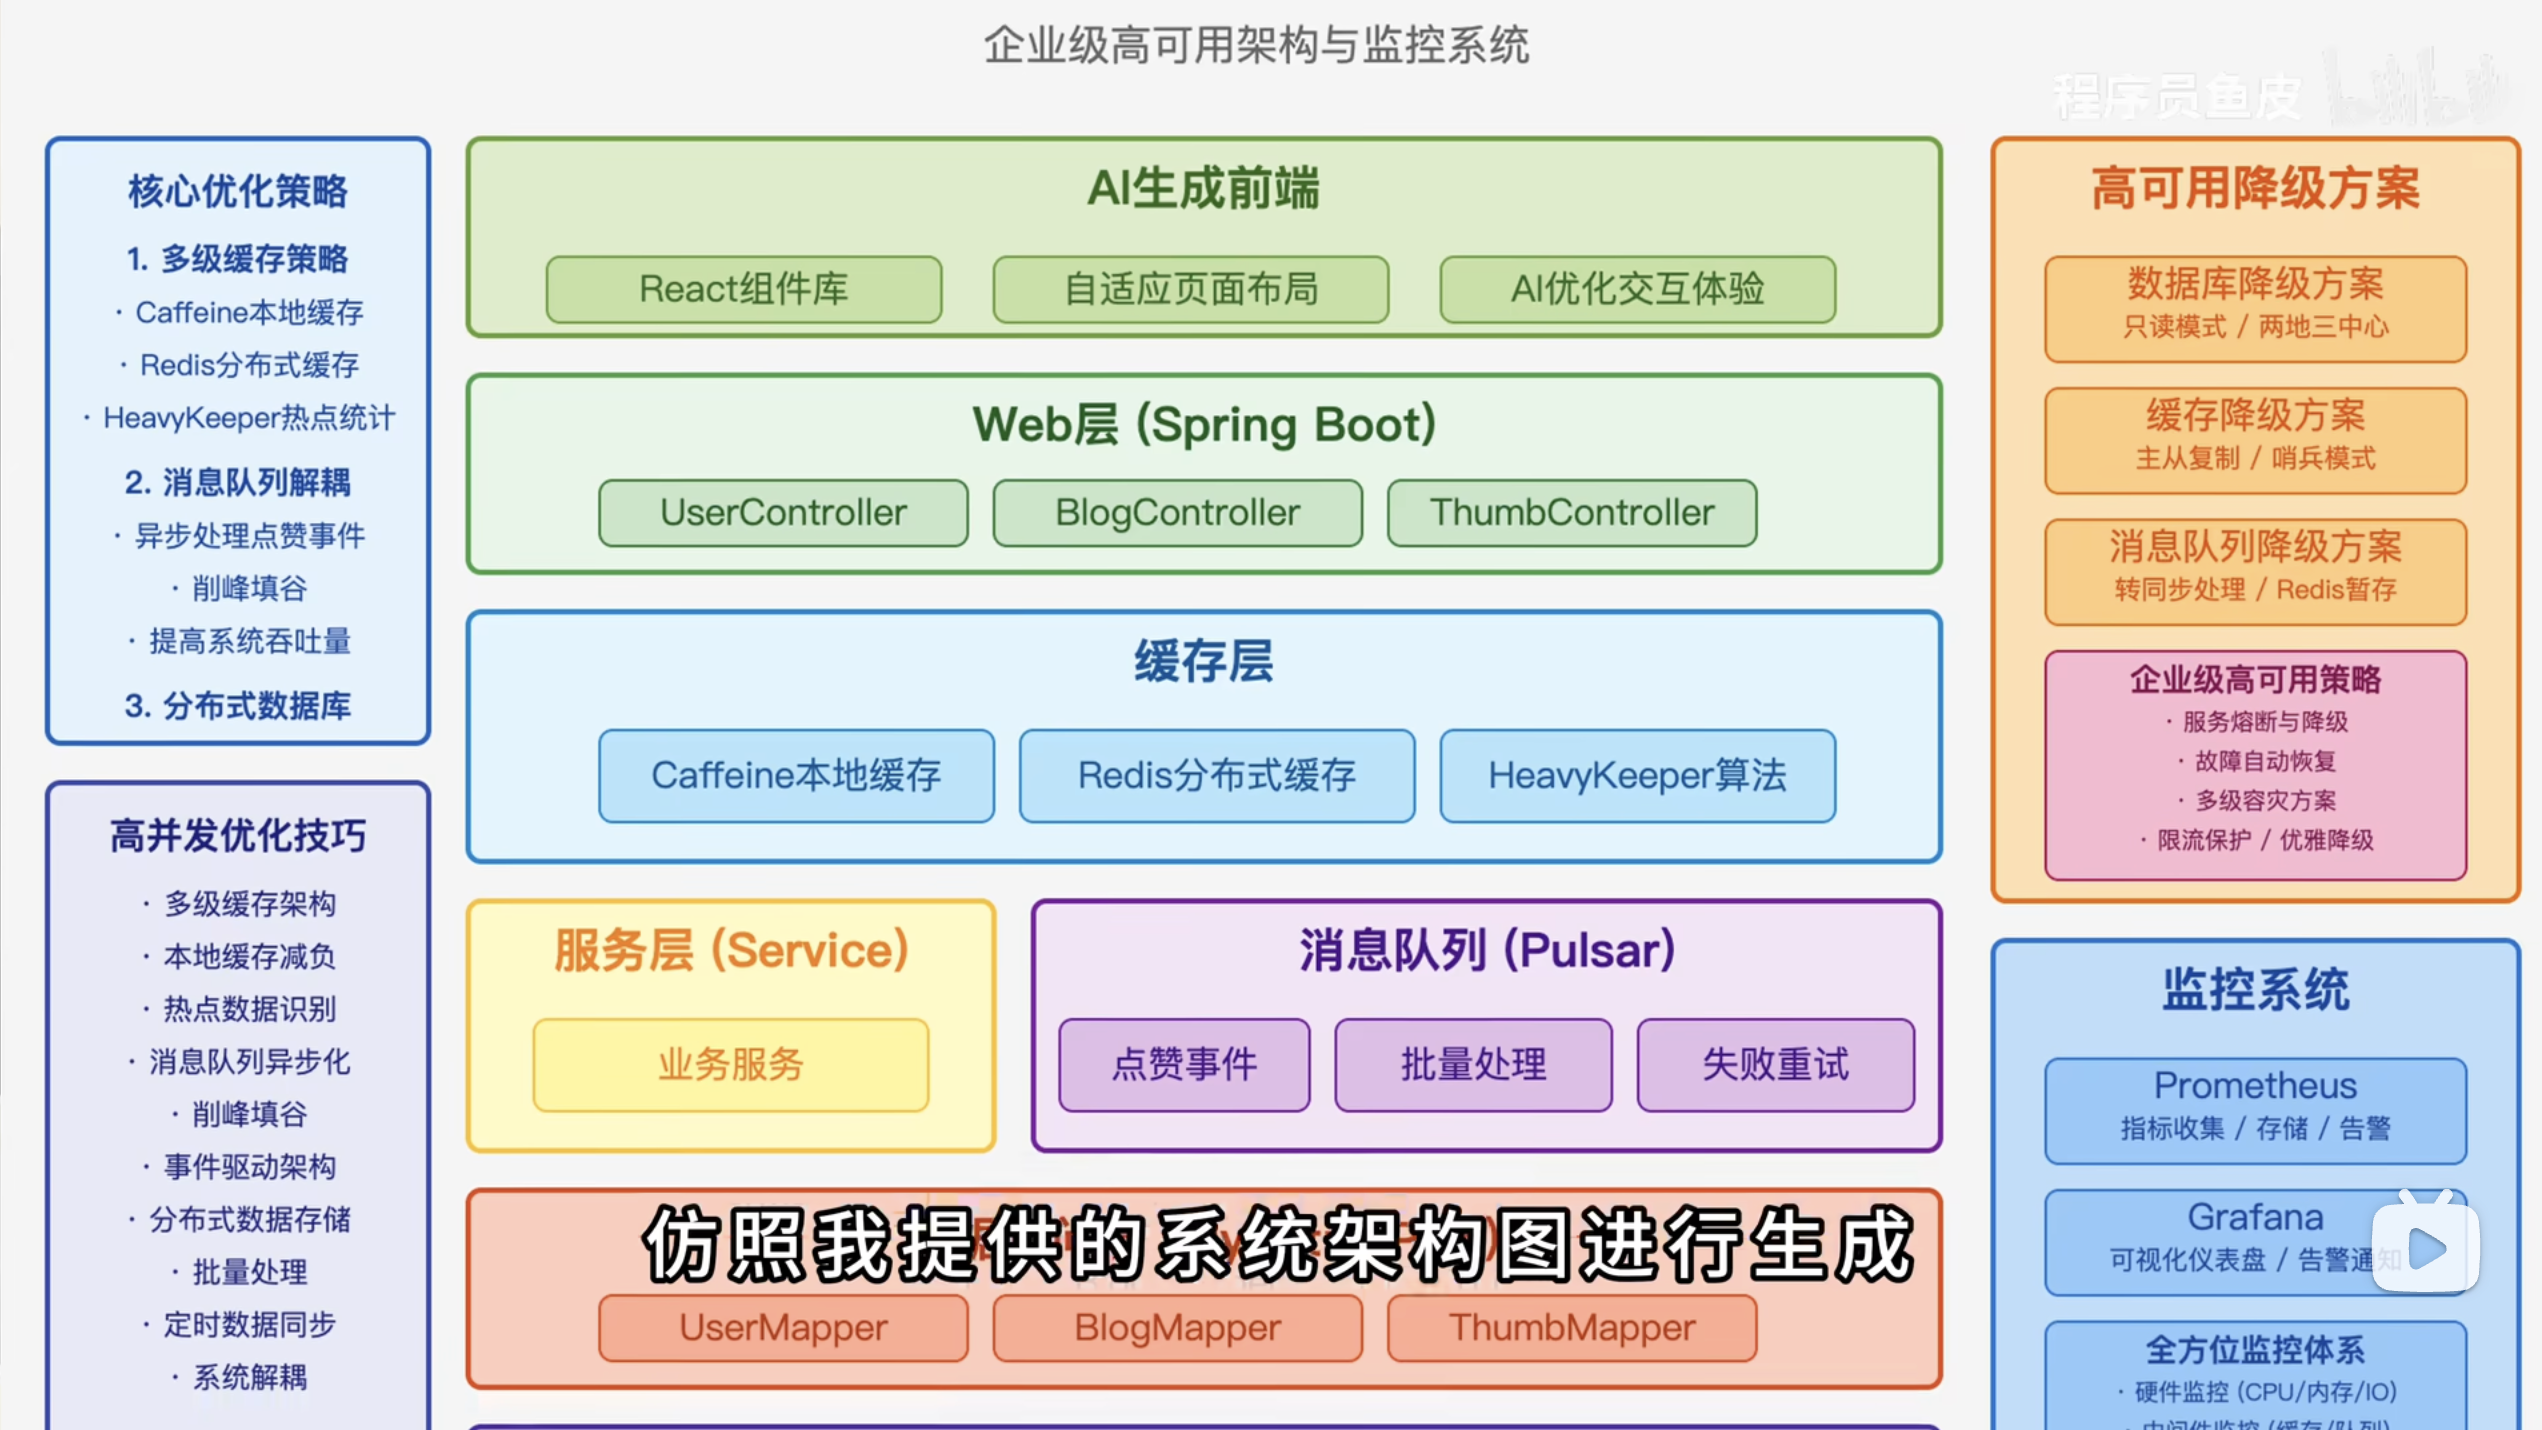 企业级高可用架构与监控系统
程序员鱼皮
核心优化策略
1. 多级缓存策略
· Caffeine本地缓存
· Redis分布式缓存
· HeavyKeeper热点统计
2. 消息队列解耦
· 异步处理点赞事件
· 削峰填谷
· 提高系统吞吐量
3. 分布式数据库
高并发优化技巧
· 多级缓存架构
· 本地缓存减负
· 热点数据识别
· 消息队列异步化
· 削峰填谷
· 事件驱动架构
· 分布式数据存储
· 批量处理
· 定时数据同步
· 系统解耦
AI生成前端
React组件库
自适应页面布局
AI优化交互体验
Web层 (Spring Boot)
UserController
BlogController
ThumbController
缓存层
Caffeine本地缓存
Redis分布式缓存
HeavyKeeper算法
服务层 (Service)
业务服务
消息队列 (Pulsar)
点赞事件
批量处理
失败重试
仿照我提供的系统架构图进行生成
UserMapper
BlogMapper
ThumbMapper
高可用降级方案
数据库降级方案
只读模式 / 两地三中心
缓存降级方案
主从复制 / 哨兵模式
消息队列降级方案
转同步处理 / Redis暂存
企业级高可用策略
· 服务熔断与降级
· 故障自动恢复
· 多级容灾方案
· 限流保护 / 优雅降级
监控系统
Prometheus
指标收集 / 存储 / 告警
Grafana
可视化仪表盘 / 告警通知
全方位监控体系
· 硬件监控 (CPU/内存/IO)
· 中间件监控 (缓存/队列)